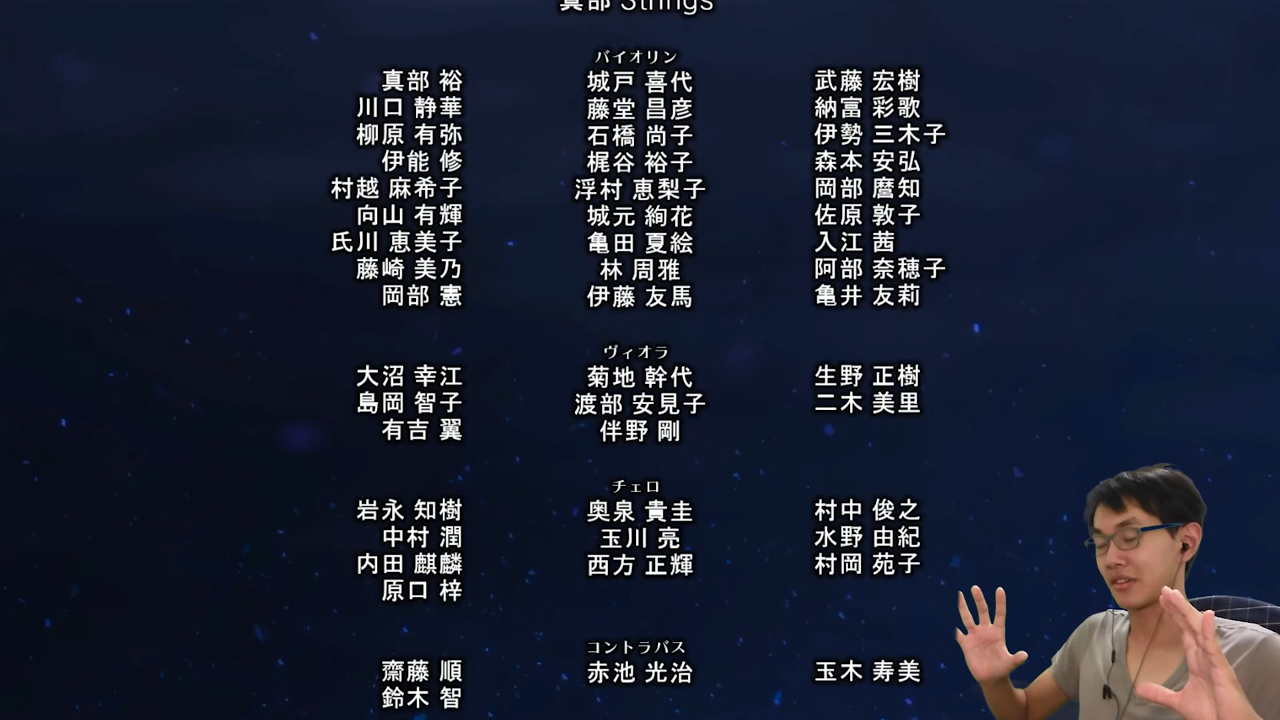 真部 Strings
バイオリン
真部 裕 城戸 喜代 武藤 宏樹
川口 静華 藤堂 昌彦 納富 彩歌
柳原 有弥 石橋 尚子 伊勢 三木子
伊能 修 梶谷 裕子 森本 安弘
村越 麻希子 浮村 恵梨子 岡部 麿知
向山 有輝 城元 絢花 佐原 敦子
氏川 恵美子 亀田 夏絵 入江 茜
藤崎 美乃 林 周雅 阿部 奈穂子
岡部 憲 伊藤 友馬 亀井 友莉
ヴィオラ
大沼 幸江 菊地 幹代 生野 正樹
島岡 智子 渡部 安見子 二木 美里
有吉 翼 伴野 剛
チェロ
岩永 知樹 奥泉 貴圭 村中 俊之
中村 潤 玉川 亮 水野 由紀
内田 麒麟 西方 正輝 村岡 苑子
原口 梓
コントラバス
齋藤 順 赤池 光治 玉木 寿美
鈴木 智